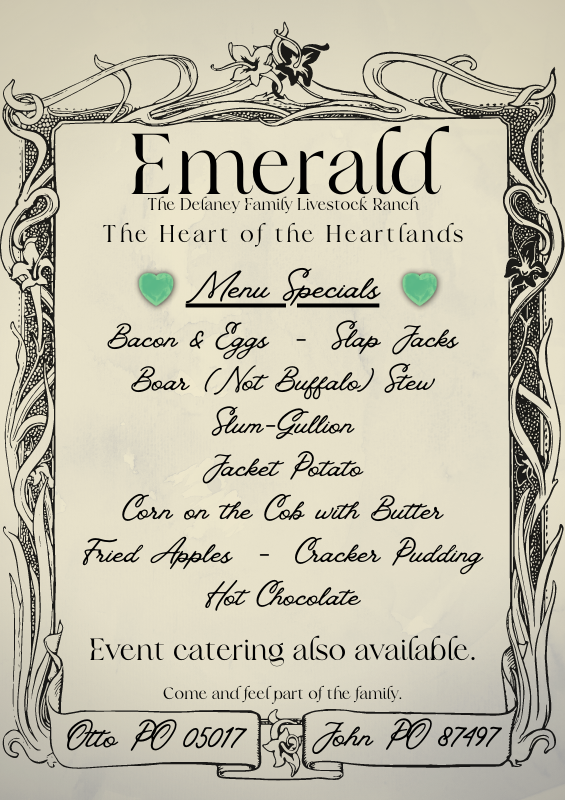 Emerald
The Delaney Family Livestock Ranch
The Heart of the Heartlands
Menu Specials
Bacon & Eggs - Slap Jacks
Boar (Not Buffalo) Stew
Slum-Gullion
Jacket Potato
Corn on the Cob with Butter
Fried Apples - Cracker Pudding
Hot Chocolate
Event catering also available.
Come and feel part of the family.
Otto PO 05017 John PO 87497